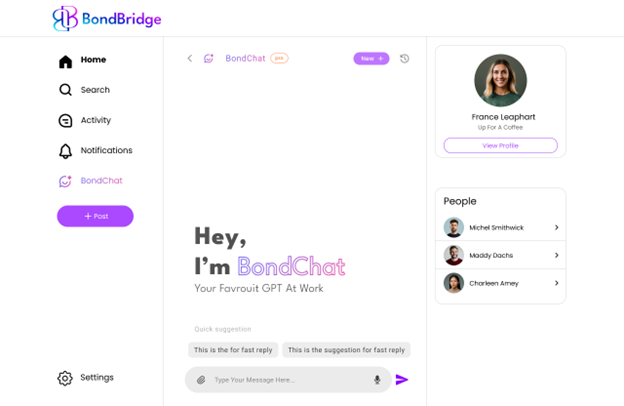 BondBridge
Home
Search
Activity
Notifications
BondChat
+ Post
Settings
BondChat
New +
Hey,
I'm BondChat
Your Favrouit GPT At Work
Quick suggestion
This is the for fast reply
This is the suggestion for fast reply
Type Your Message Here...
France Leaphart
Up For A Coffee
View Profile
People
Michel Smithwick
Maddy Dachs
Charleen Amey